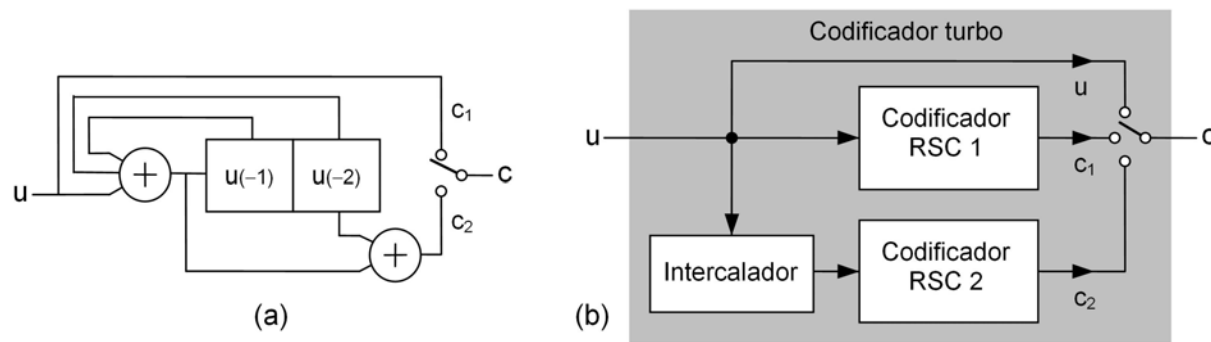 u
+
u(−1)
u(−2)
+
c₁
c
c₂
(a)
Codificador turbo
u
u
Codificador
RSC 1
c₁
c
Intercalador
Codificador
RSC 2
c₂
(b)